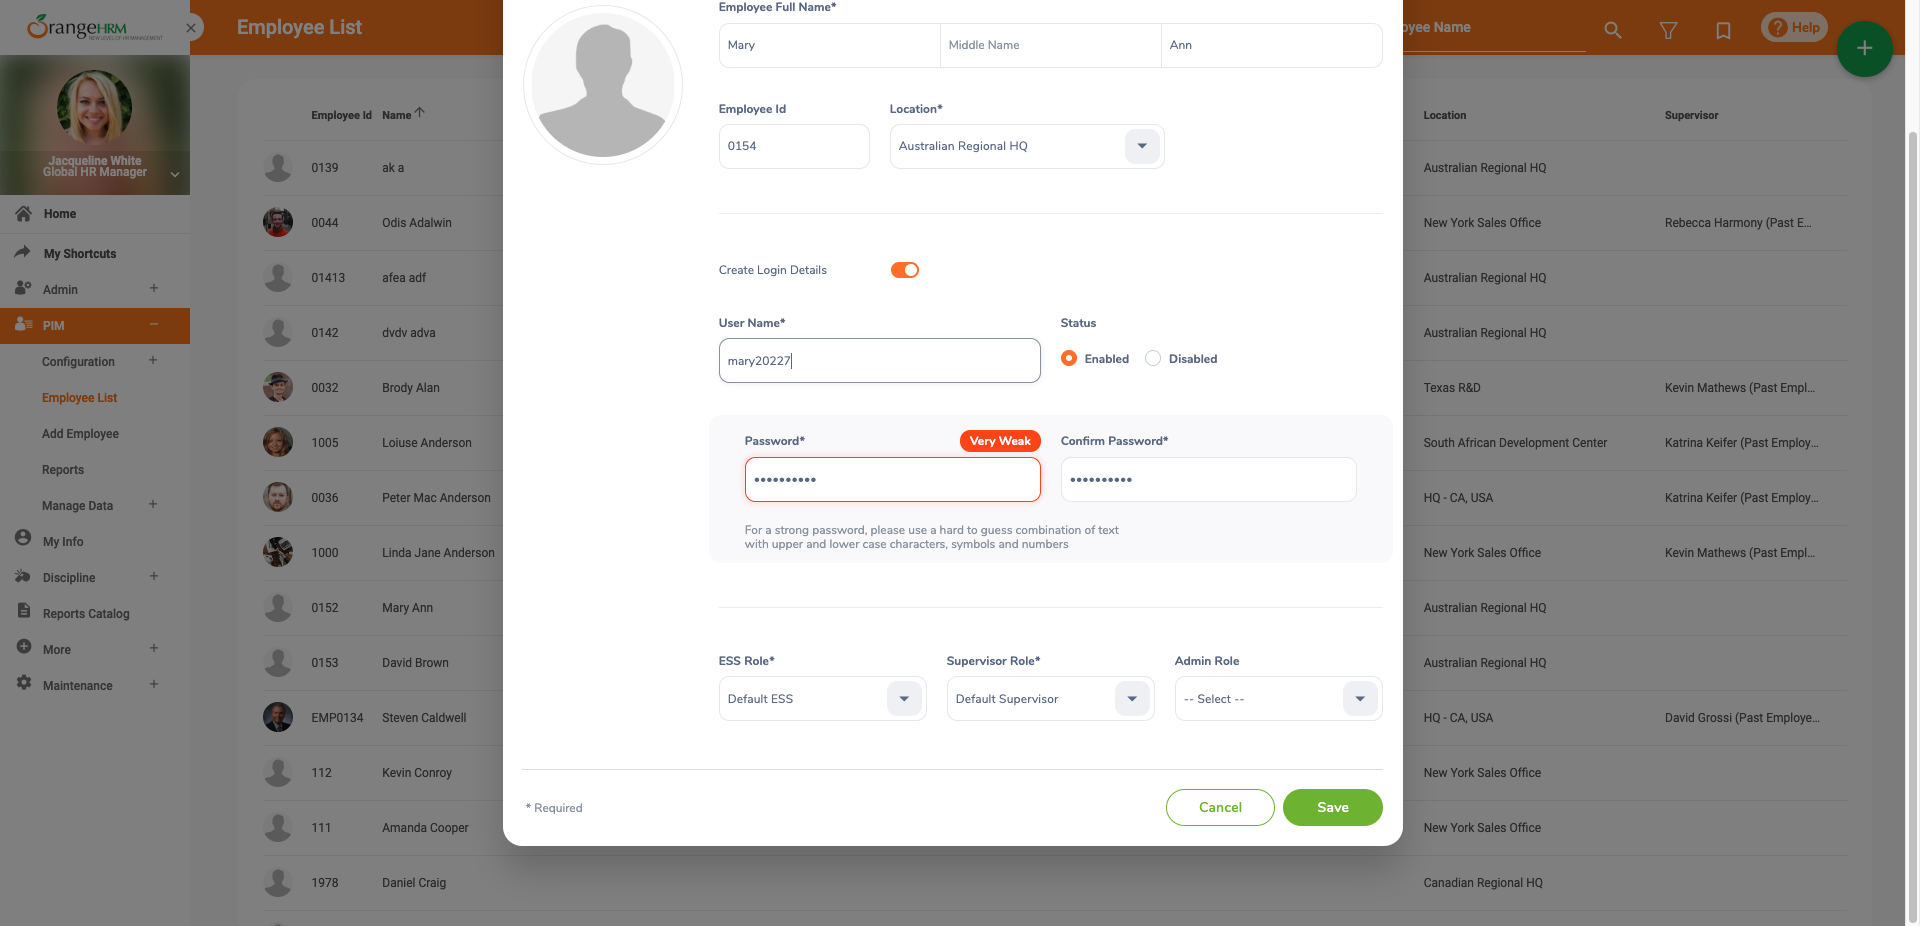 OrangeHRM
NEW LEVEL OF HR MANAGEMENT
Employee List
oyee Name
Help
Jacqueline White
Global HR Manager
Home
My Shortcuts
Admin
PIM
Configuration
Employee List
Add Employee
Reports
Manage Data
My Info
Discipline
Reports Catalog
More
Maintenance
Employee Id Name Location Supervisor
0139 ak a Australian Regional HQ
0044 Odis Adalwin New York Sales Office Rebecca Harmony (Past E...
01413 afea adf Australian Regional HQ
0142 dvdv adva Australian Regional HQ
0032 Brody Alan Texas R&D Kevin Mathews (Past Empl...
1005 Loiuse Anderson South African Development Center Katrina Keifer (Past Employ...
0036 Peter Mac Anderson HQ - CA, USA Katrina Keifer (Past Employ...
1000 Linda Jane Anderson New York Sales Office Kevin Mathews (Past Empl...
0152 Mary Ann Australian Regional HQ
0153 David Brown Australian Regional HQ
EMP0134 Steven Caldwell HQ - CA, USA David Grossi (Past Employe...
112 Kevin Conroy New York Sales Office
111 Amanda Cooper New York Sales Office
1978 Daniel Craig Canadian Regional HQ
Employee Full Name*
Mary Middle Name Ann
Employee Id Location*
0154 Australian Regional HQ
Create Login Details
User Name* Status
mary20227 Enabled Disabled
Password* Very Weak Confirm Password*
•••••••••• ••••••••••
For a strong password, please use a hard to guess combination of text
with upper and lower case characters, symbols and numbers
ESS Role* Supervisor Role* Admin Role
Default ESS Default Supervisor -- Select --
* Required Cancel Save